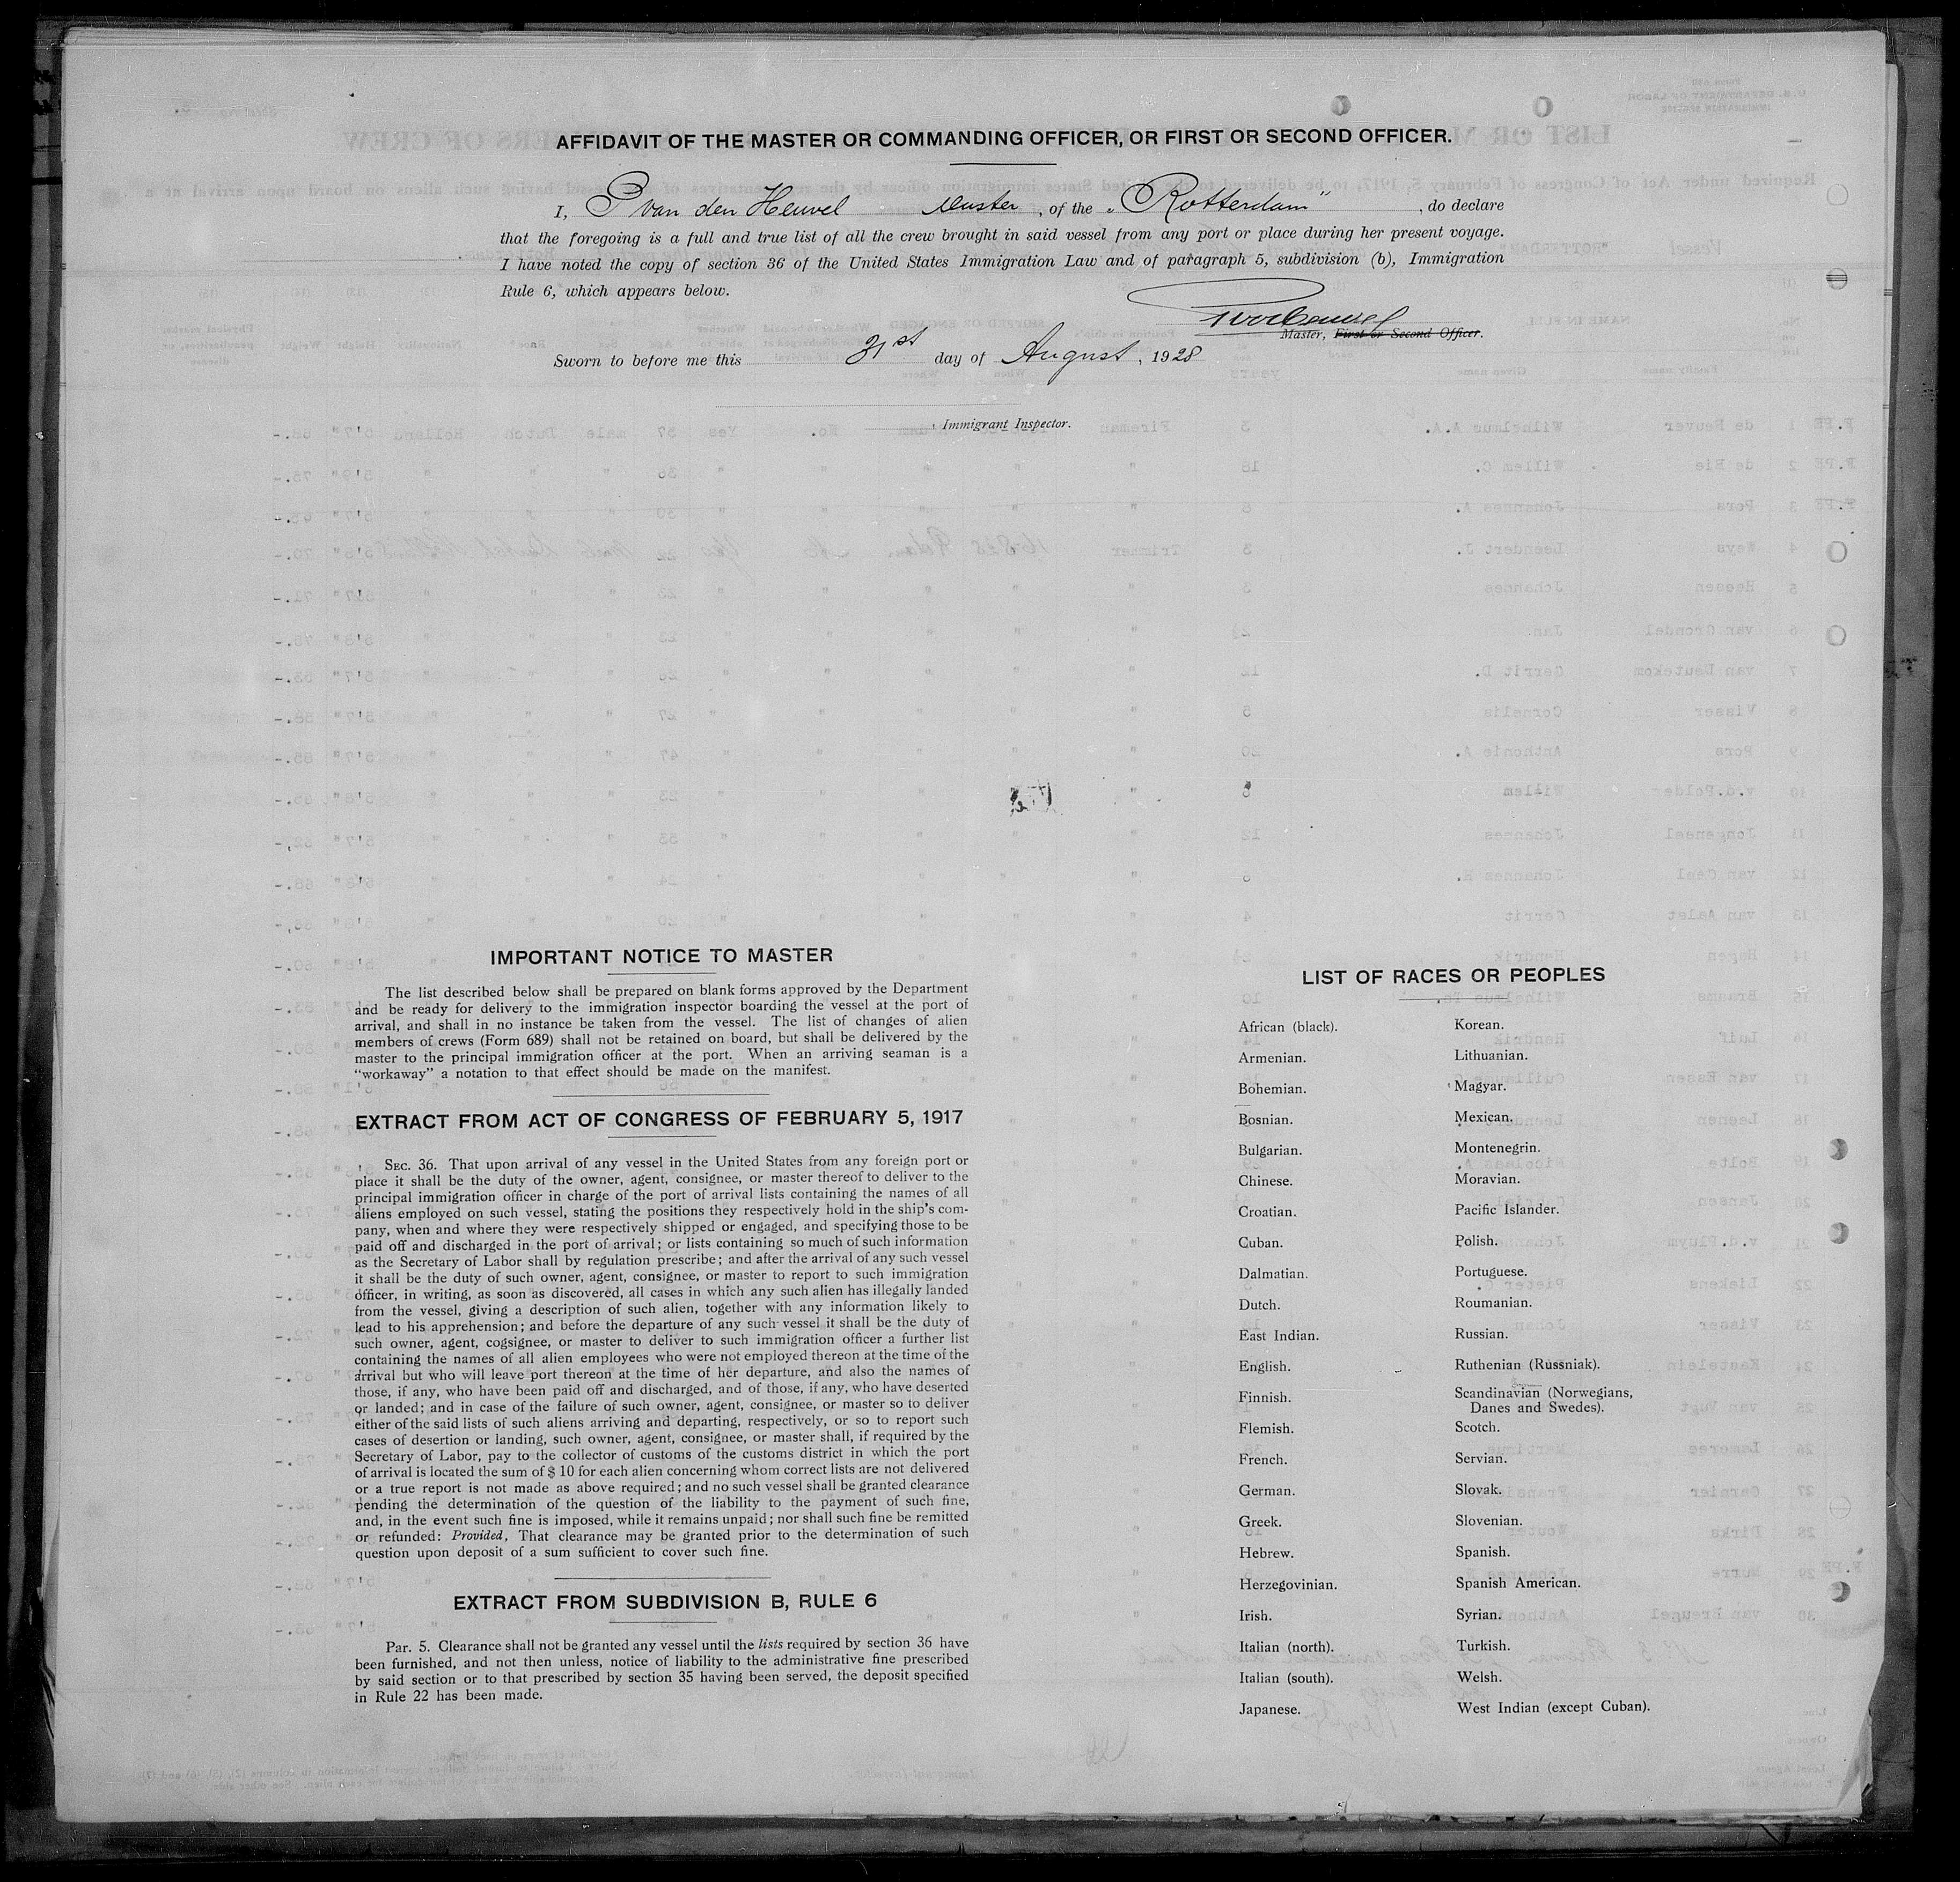 AFFIDAVIT OF THE MASTER OR COMMANDING OFFICER, OR FIRST OR SECOND OFFICER.
I, P van den Heuvel Master, of the „Rotterdam", do declare
that the foregoing is a full and true list of all the crew brought in said vessel from any port or place during her present voyage.
I have noted the copy of section 36 of the United States Immigration Law and of paragraph 5, subdivision (b), Immigration
Rule 6, which appears below.
Master, First or Second Officer.
Sworn to before me this 31st day of August, 1928
Immigrant Inspector.
IMPORTANT NOTICE TO MASTER
The list described below shall be prepared on blank forms approved by the Department
and be ready for delivery to the immigration inspector boarding the vessel at the port of
arrival, and shall in no instance be taken from the vessel. The list of changes of alien
members of crews (Form 689) shall not be retained on board, but shall be delivered by the
master to the principal immigration officer at the port. When an arriving seaman is a
"workaway" a notation to that effect should be made on the manifest.
EXTRACT FROM ACT OF CONGRESS OF FEBRUARY 5, 1917
SEC. 36. That upon arrival of any vessel in the United States from any foreign port or
place it shall be the duty of the owner, agent, consignee, or master thereof to deliver to the
principal immigration officer in charge of the port of arrival lists containing the names of all
aliens employed on such vessel, stating the positions they respectively hold in the ship's com-
pany, when and where they were respectively shipped or engaged, and specifying those to be
paid off and discharged in the port of arrival; or lists containing so much of such information
as the Secretary of Labor shall by regulation prescribe; and after the arrival of any such vessel
it shall be the duty of such owner, agent, consignee, or master to report to such immigration
officer, in writing, as soon as discovered, all cases in which any such alien has illegally landed
from the vessel, giving a description of such alien, together with any information likely to
lead to his apprehension; and before the departure of any such vessel it shall be the duty of
such owner, agent, cogsignee, or master to deliver to such immigration officer a further list
containing the names of all alien employees who were not employed thereon at the time of the
arrival but who will leave port thereon at the time of her departure, and also the names of
those, if any, who have been paid off and discharged, and of those, if any, who have deserted
or landed; and in case of the failure of such owner, agent, consignee, or master so to deliver
either of the said lists of such aliens arriving and departing, respectively, or so to report such
cases of desertion or landing, such owner, agent, consignee, or master shall, if required by the
Secretary of Labor, pay to the collector of customs of the customs district in which the port
of arrival is located the sum of $ 10 for each alien concerning whom correct lists are not delivered
or a true report is not made as above required; and no such vessel shall be granted clearance
pending the determination of the question of the liability to the payment of such fine,
and, in the event such fine is imposed, while it remains unpaid; nor shall such fine be remitted
or refunded: Provided, That clearance may be granted prior to the determination of such
question upon deposit of a sum sufficient to cover such fine.
EXTRACT FROM SUBDIVISION B, RULE 6
Par. 5. Clearance shall not be granted any vessel until the lists required by section 36 have
been furnished, and not then unless, notice of liability to the administrative fine prescribed
by said section or to that prescribed by section 35 having been served, the deposit specified
in Rule 22 has been made.
LIST OF RACES OR PEOPLES
African (black).
Armenian.
Bohemian.
Bosnian.
Bulgarian.
Chinese.
Croatian.
Cuban.
Dalmatian.
Dutch.
East Indian.
English.
Finnish.
Flemish.
French.
German.
Greek.
Hebrew.
Herzegovinian.
Irish.
Italian (north).
Italian (south).
Japanese.
Korean.
Lithuanian.
Magyar.
Mexican.
Montenegrin.
Moravian.
Pacific Islander.
Polish.
Portuguese.
Roumanian.
Russian.
Ruthenian (Russniak).
Scandinavian (Norwegians,
Danes and Swedes).
Scotch.
Servian.
Slovak.
Slovenian.
Spanish.
Spanish American.
Syrian.
Turkish.
Welsh.
West Indian (except Cuban).